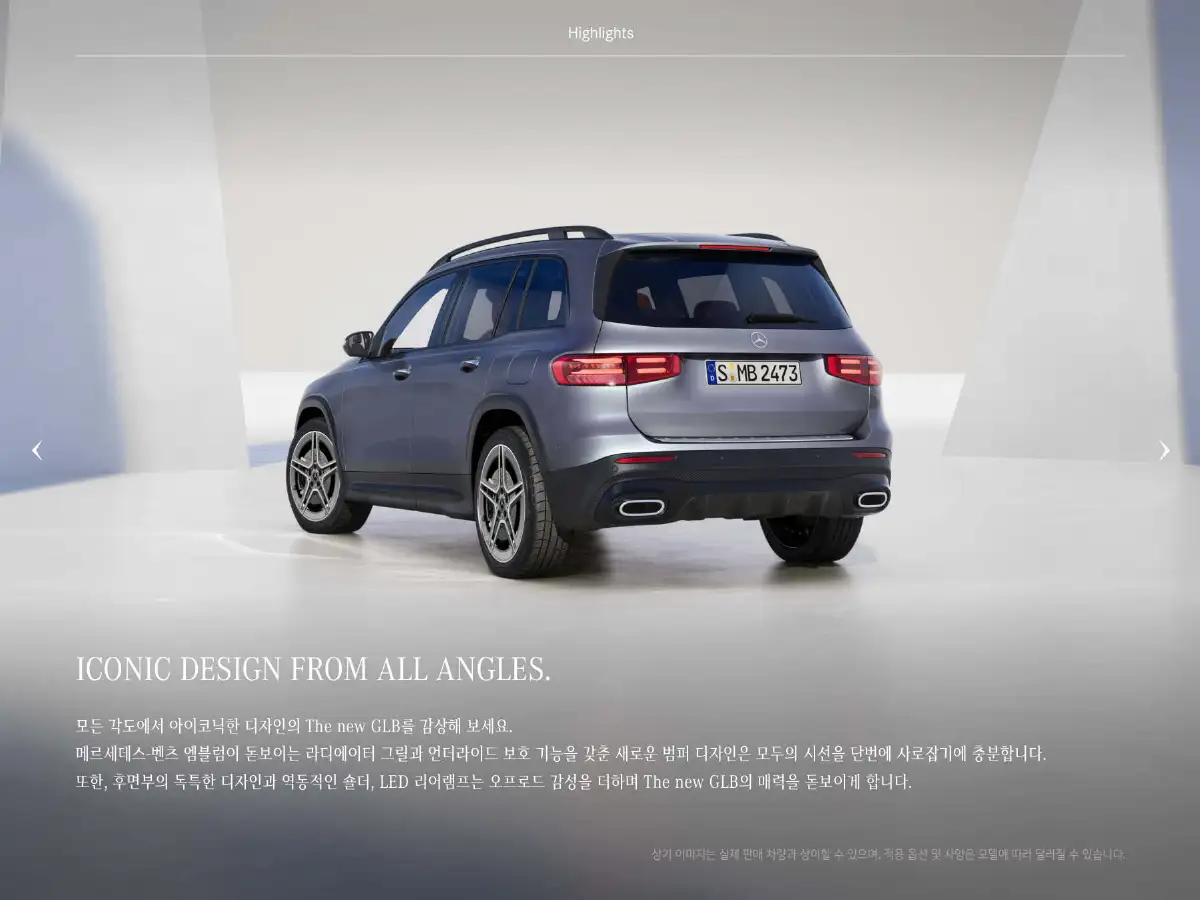 Highlights
S MB 2473
D
ICONIC DESIGN FROM ALL ANGLES.
모든 각도에서 아이코닉한 디자인의 The new GLB를 감상해 보세요.
메르세데스-벤츠 엠블럼이 돋보이는 라디에이터 그릴과 언더라이드 보호 기능을 갖춘 새로운 범퍼 디자인은 모두의 시선을 단번에 사로잡기에 충분합니다.
또한, 후면부의 독특한 디자인과 역동적인 숄더, LED 리어램프는 오프로드 감성을 더하며 The new GLB의 매력을 돋보이게 합니다.
상기 이미지는 실제 판매 차량과 상이할 수 있으며, 적용 옵션 및 사양은 모델에 따라 달라질 수 있습니다.